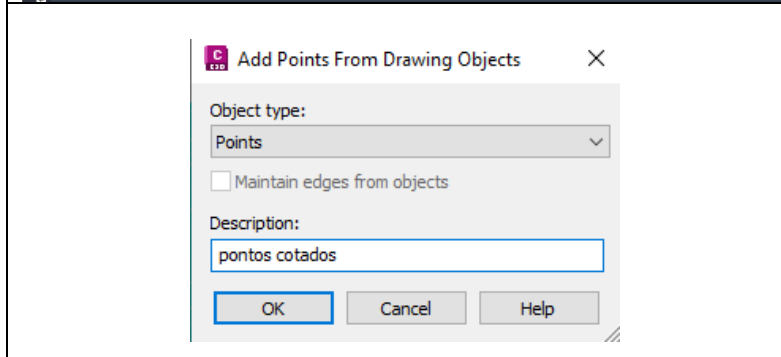 Add Points From Drawing Objects
Object type:
Points
Maintain edges from objects
Description:
pontos cotados
OK Cancel Help